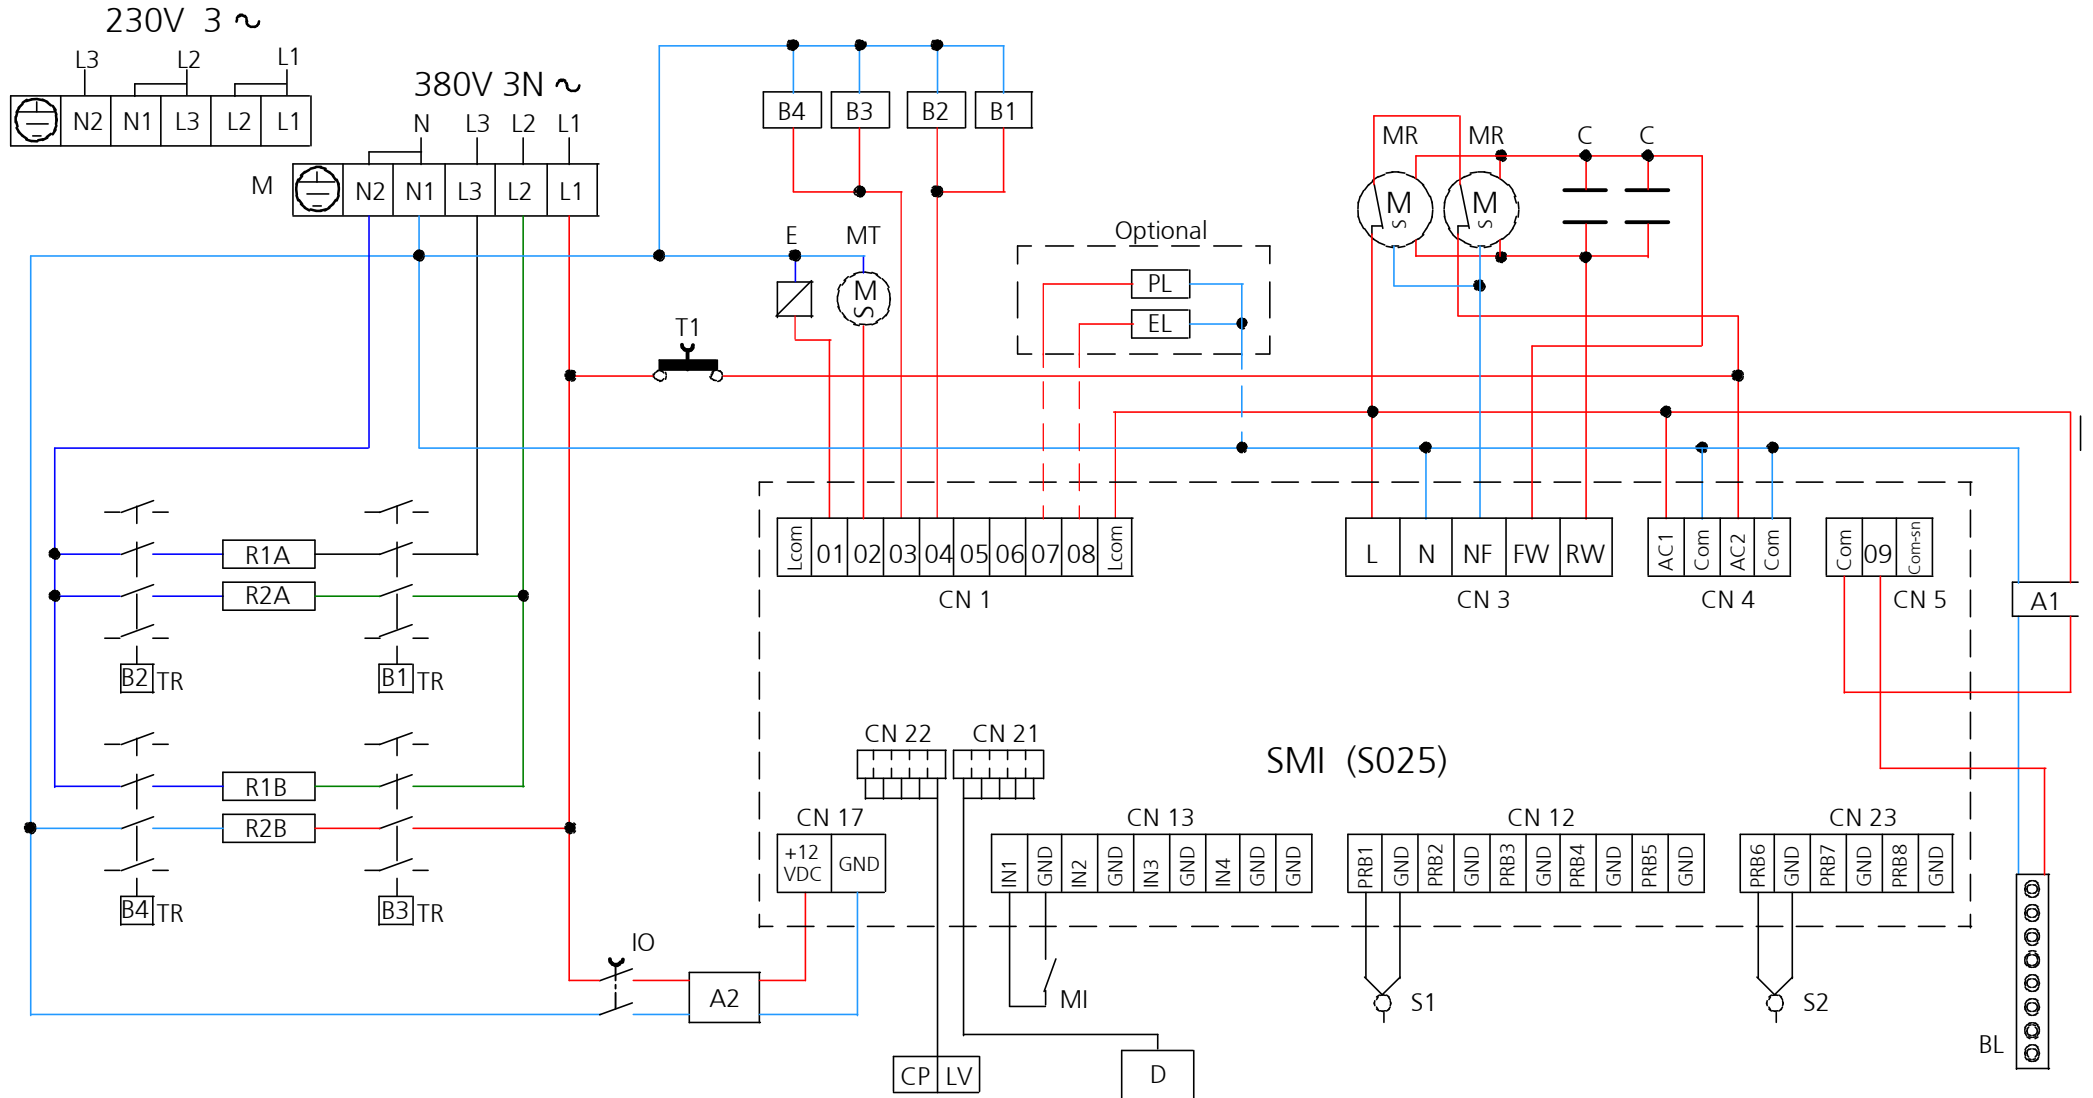 230V 3 ~
L3 L2 L1
N2 N1 L3 L2 L1
380V 3N ~
N L3 L2 L1
M N2 N1 L3 L2 L1
B4 B3 B2 B1
E MT
M
S
T1
Optional
PL
EL
MR MR C C
M M
S S
R1A
R2A
B2 TR B1 TR
R1B
R2B
B4 TR B3 TR
Lcom 01 02 03 04 05 06 07 08 Lcom
CN 1
L N NF FW RW
CN 3
AC1 Com AC2 Com
CN 4
Com 09 Com-sn
CN 5
A1
CN 22 CN 21
SMI (S025)
CN 17
+12
VDC
GND
CN 13
IN1 GND IN2 GND IN3 GND IN4 GND GND
CN 12
PRB1 GND PRB2 GND PRB3 GND PRB4 GND PRB5 GND
CN 23
PRB6 GND PRB7 GND PRB8 GND
IO
A2
MI
S1
S2
BL
CP LV
D